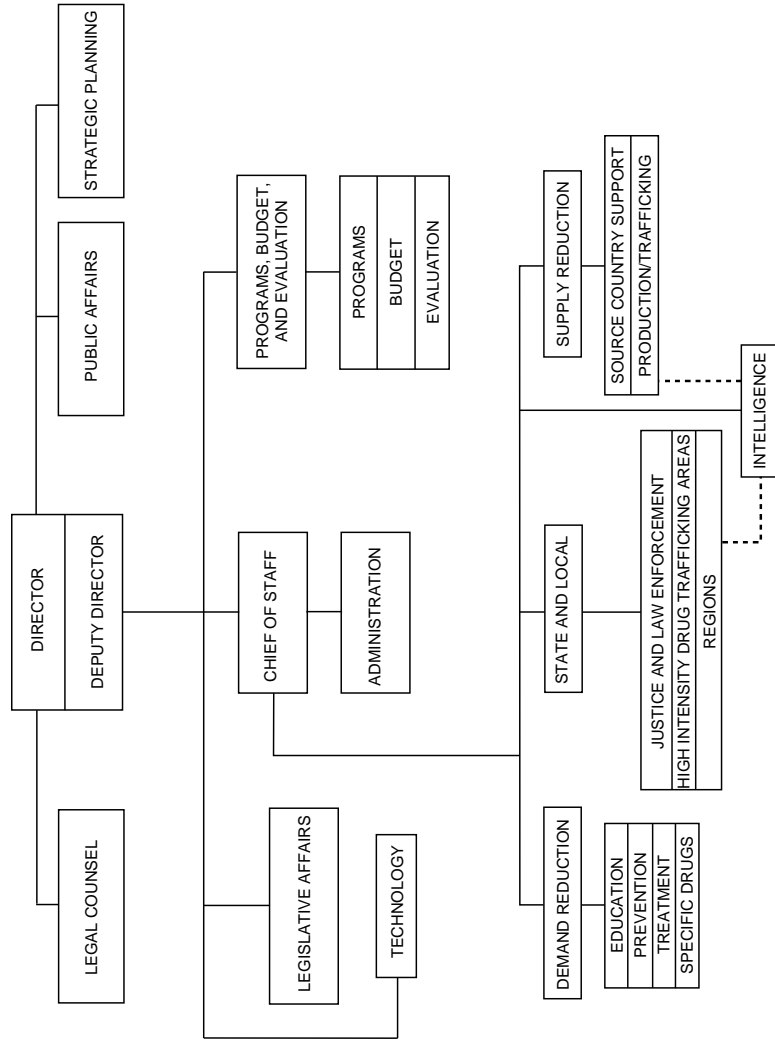 DIRECTOR
DEPUTY DIRECTOR
LEGAL COUNSEL
PUBLIC AFFAIRS
STRATEGIC PLANNING
LEGISLATIVE AFFAIRS
CHIEF OF STAFF
PROGRAMS, BUDGET,
AND EVALUATION
TECHNOLOGY
ADMINISTRATION
PROGRAMS
BUDGET
EVALUATION
DEMAND REDUCTION
STATE AND LOCAL
SUPPLY REDUCTION
EDUCATION
PREVENTION
TREATMENT
SPECIFIC DRUGS
JUSTICE AND LAW ENFORCEMENT
HIGH INTENSITY DRUG TRAFFICKING AREAS
REGIONS
SOURCE COUNTRY SUPPORT
PRODUCTION/TRAFFICKING
INTELLIGENCE